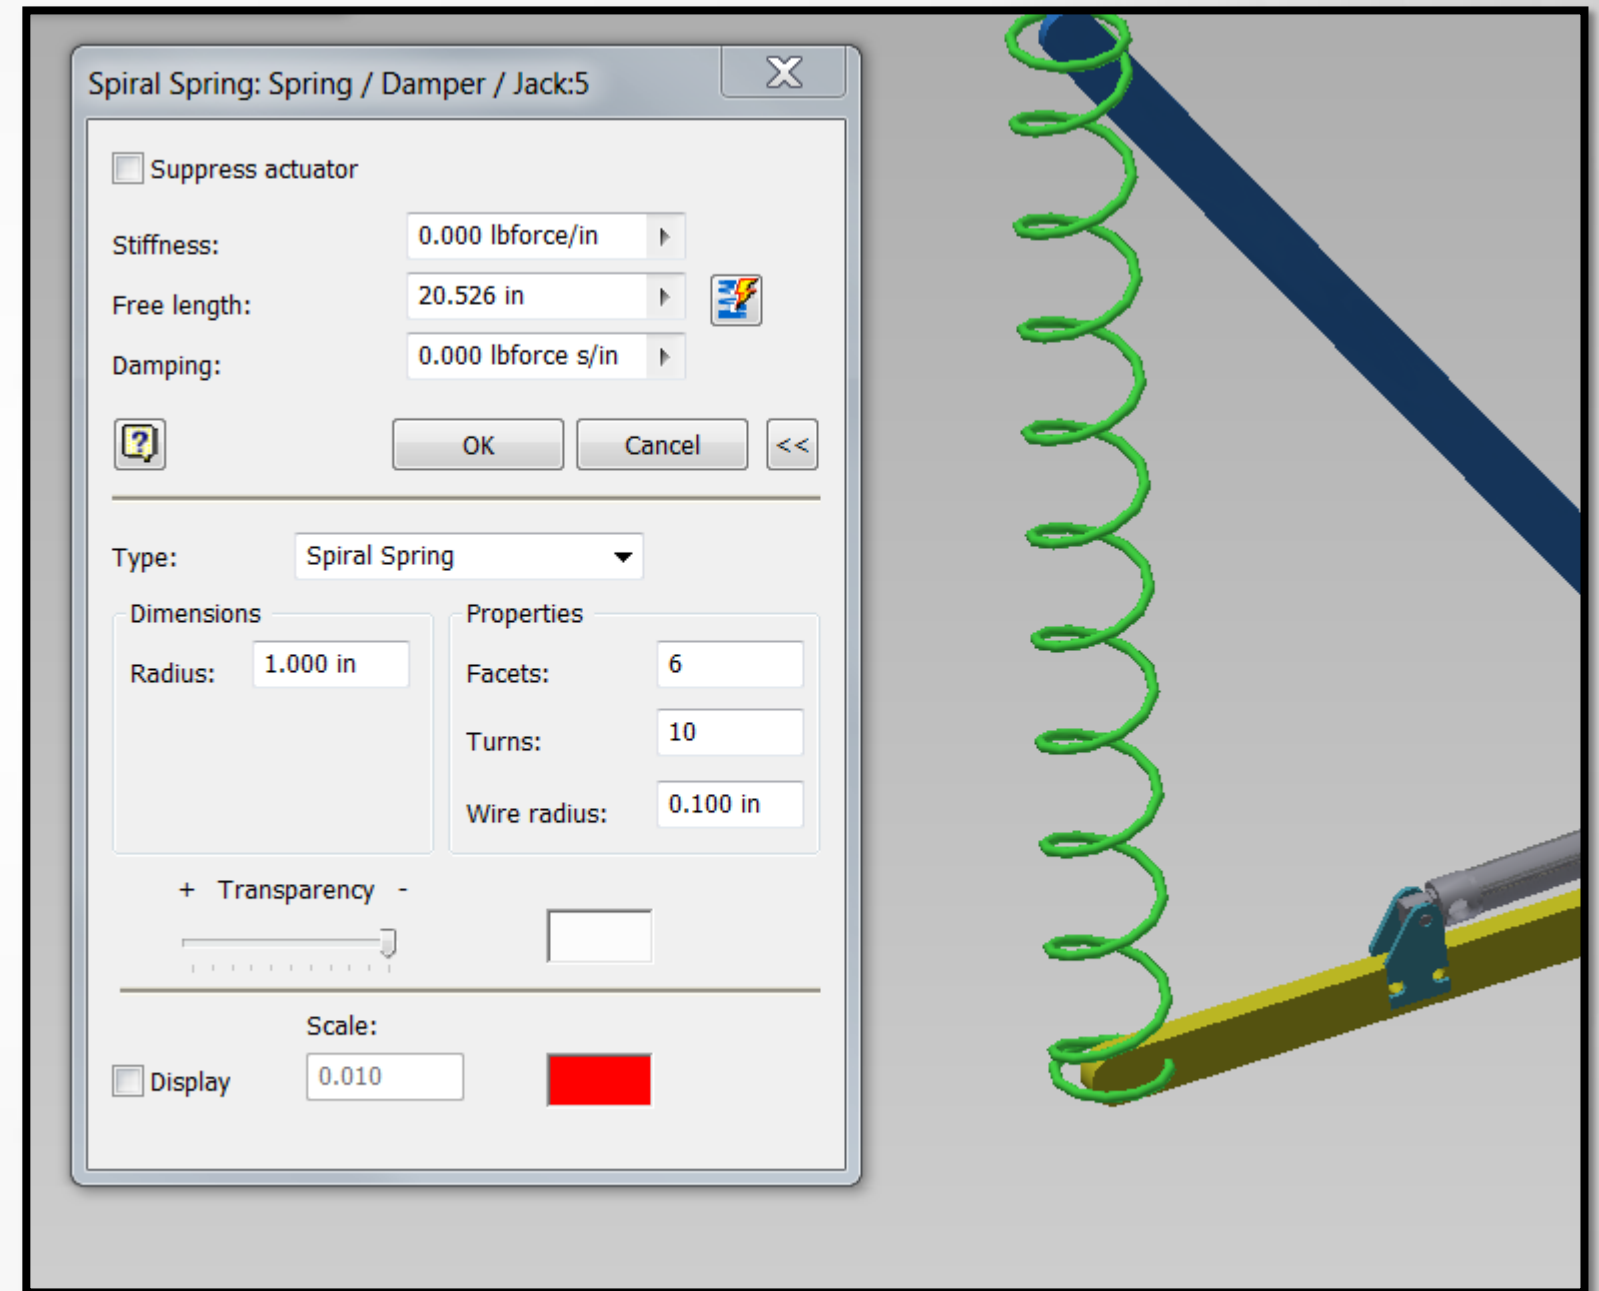 Spiral Spring: Spring / Damper / Jack:5
X
Suppress actuator
Stiffness: 0.000 lbforce/in
Free length: 20.526 in
Damping: 0.000 lbforce s/in
? OK Cancel <<
Type: Spiral Spring
Dimensions Properties
Radius: 1.000 in Facets: 6
Turns: 10
Wire radius: 0.100 in
+ Transparency -
Scale:
Display 0.010